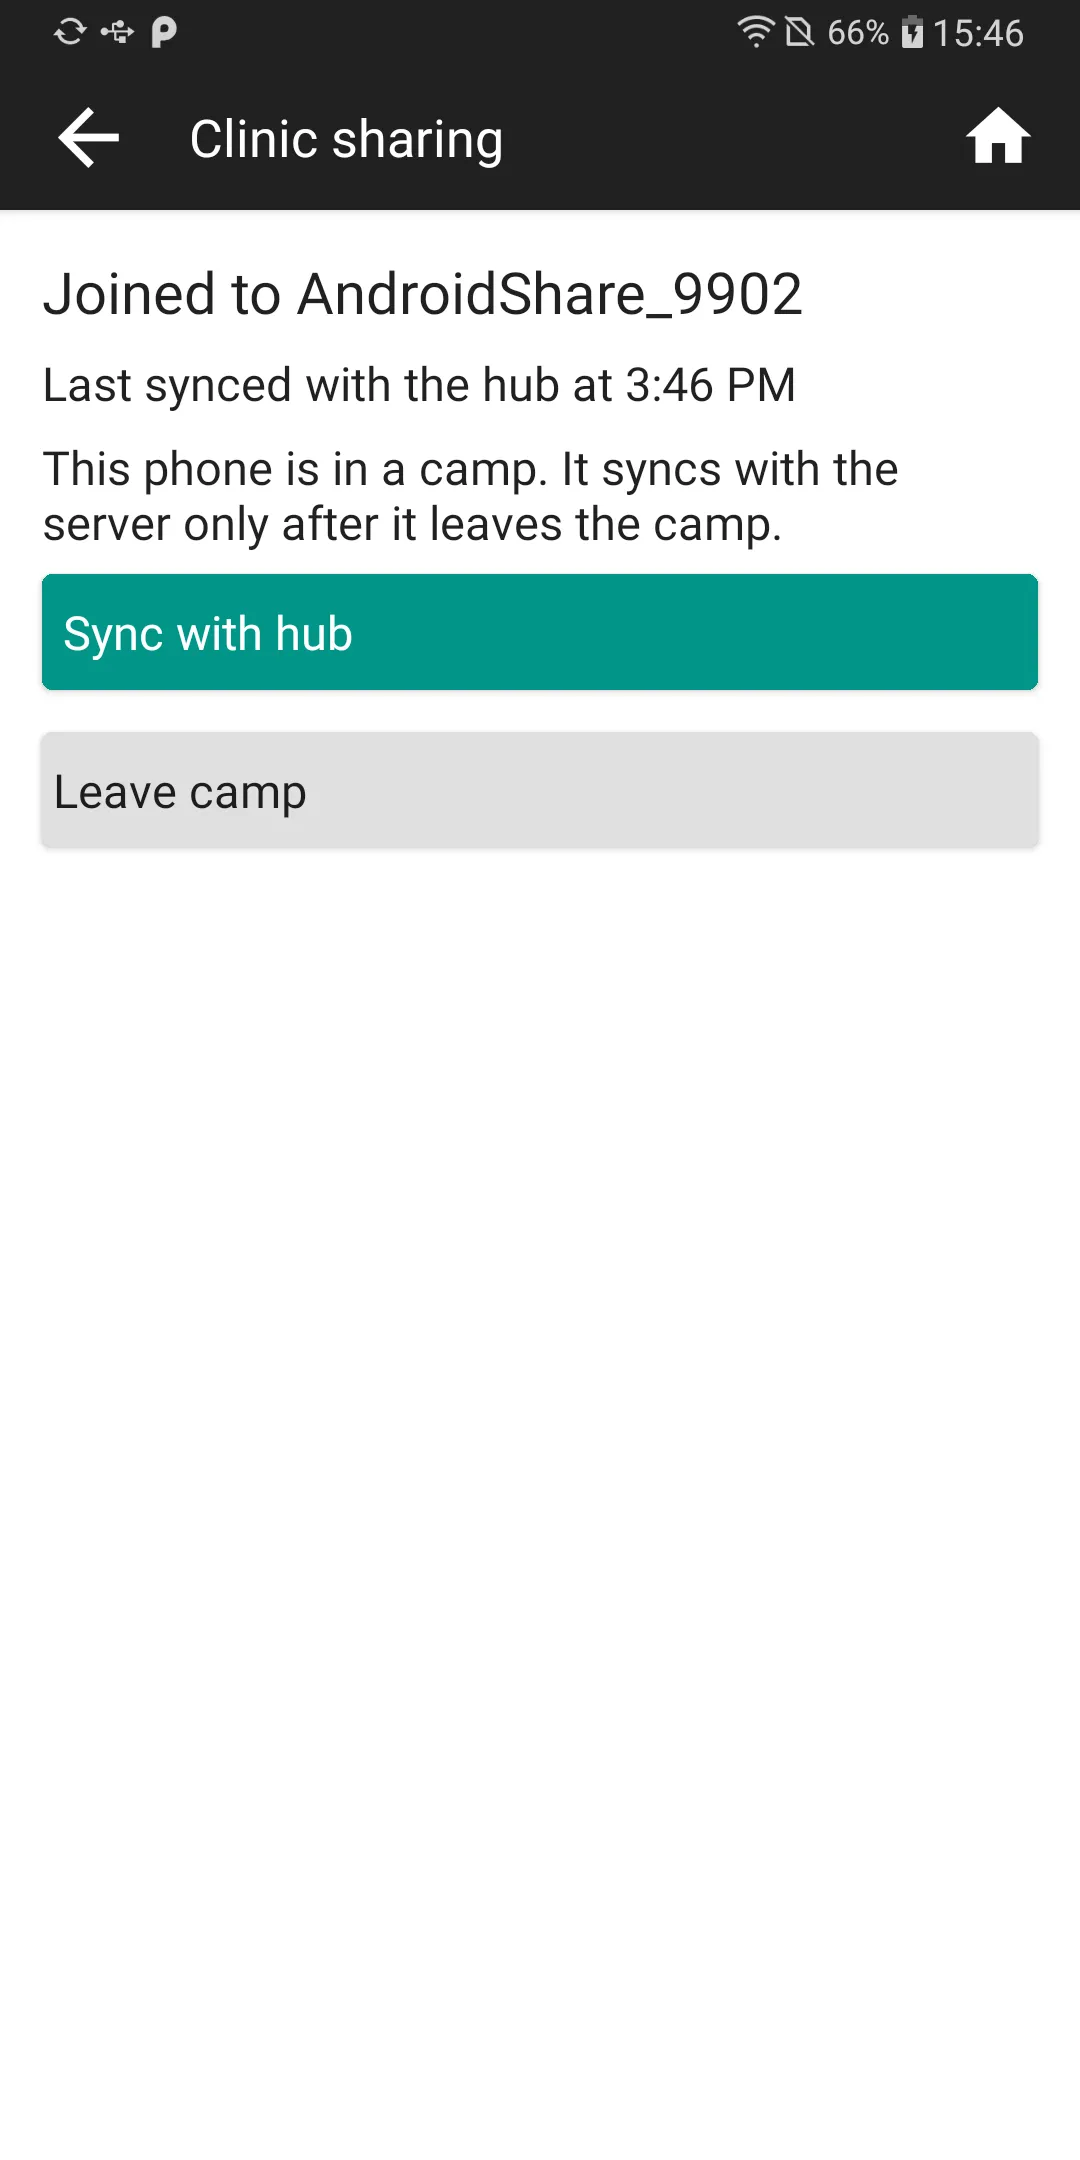 66% 15:46
Clinic sharing
Joined to AndroidShare_9902
Last synced with the hub at 3:46 PM
This phone is in a camp. It syncs with the
server only after it leaves the camp.
Sync with hub
Leave camp